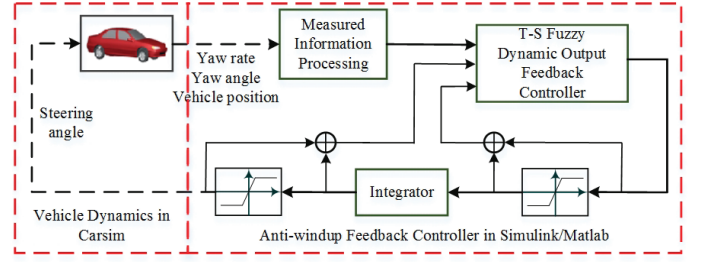 Measured
Information
Processing
T-S Fuzzy
Dynamic Output
Feedback
Controller
Yaw rate
Yaw angle
Vehicle position
Steering
angle
Integrator
Vehicle Dynamics in
Carsim
Anti-windup Feedback Controller in Simulink/Matlab